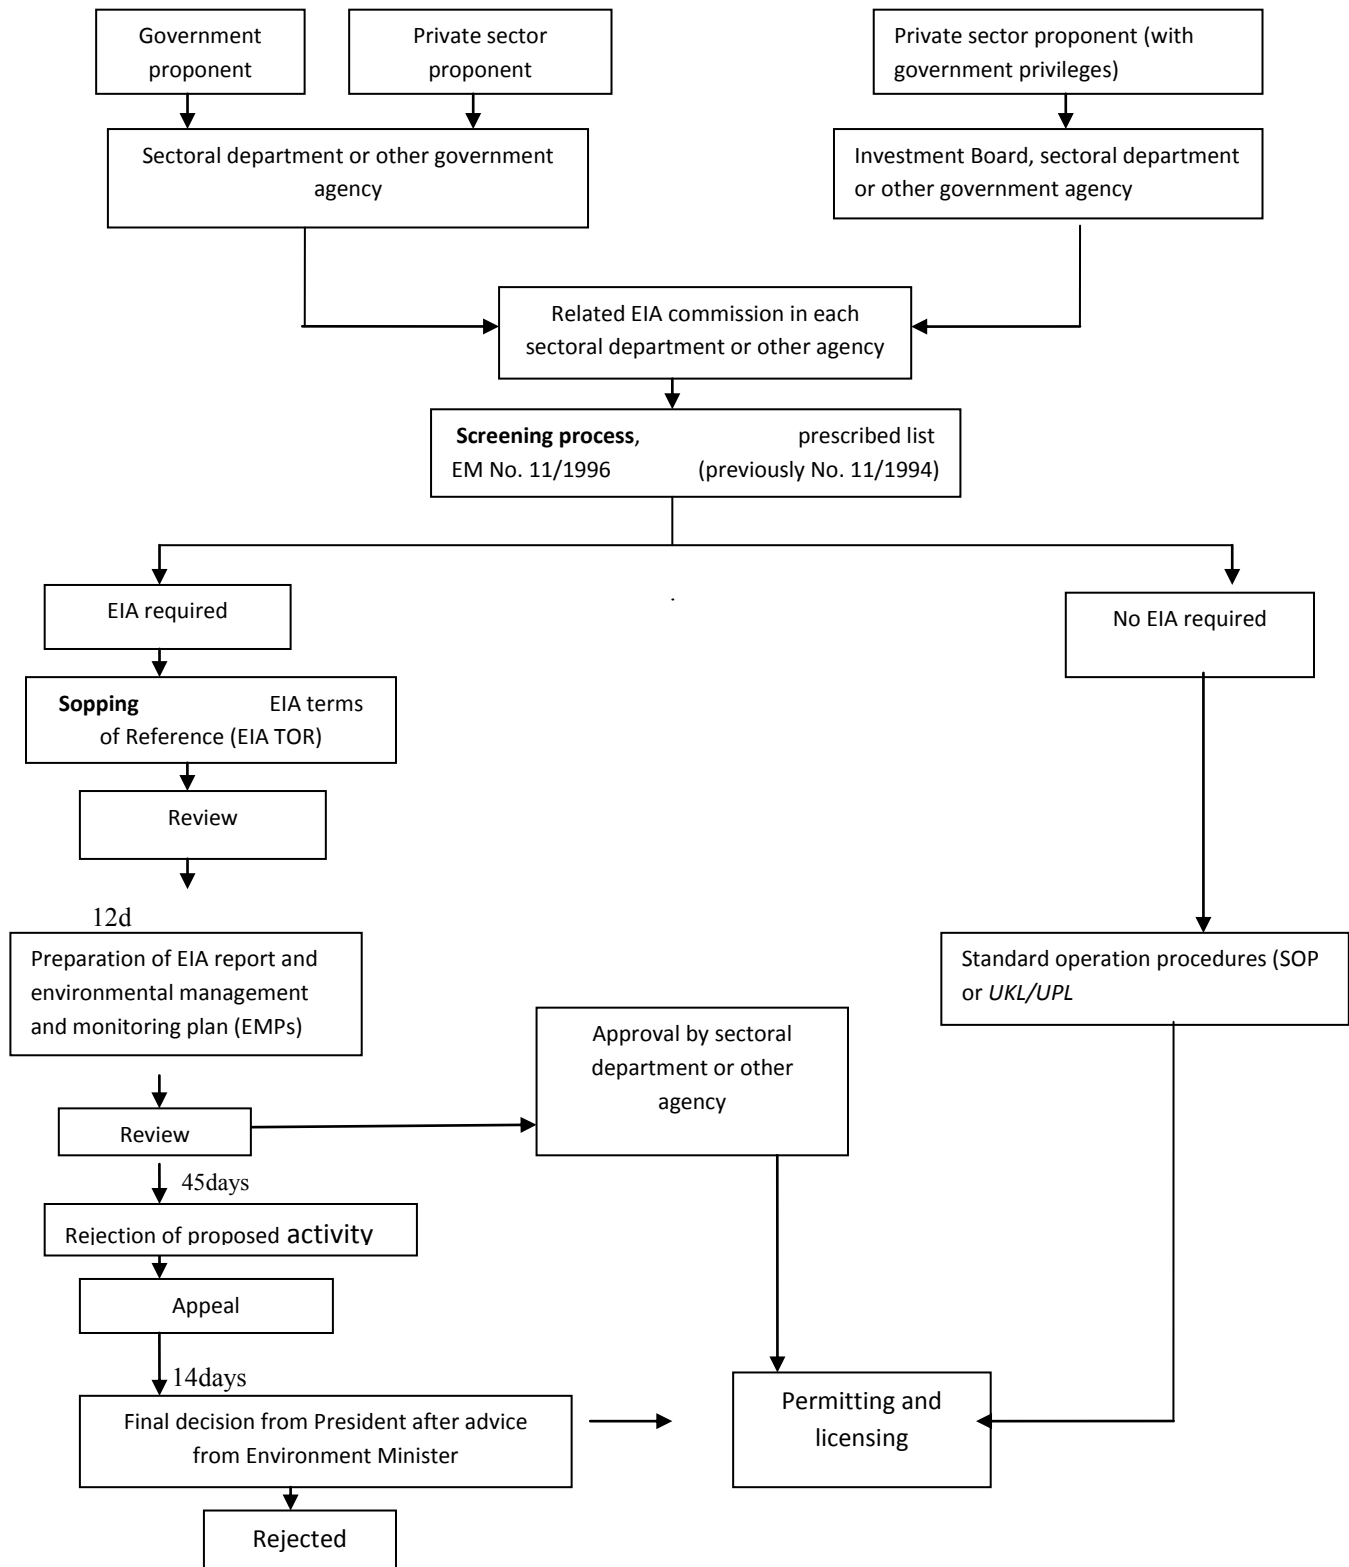 Government
proponent
Private sector
proponent
Private sector proponent (with
government privileges)
Sectoral department or other government
agency
Investment Board, sectoral department
or other government agency
Related EIA commission in each
sectoral department or other agency
Screening process, prescribed list
EM No. 11/1996 (previously No. 11/1994)
EIA required
No EIA required
Sopping EIA terms
of Reference (EIA TOR)
Review
12d
Preparation of EIA report and
environmental management
and monitoring plan (EMPs)
Standard operation procedures (SOP
or UKL/UPL
Approval by sectoral
department or other
agency
Review
45days
Rejection of proposed activity
Appeal
14days
Final decision from President after advice
from Environment Minister
Permitting and
licensing
Rejected